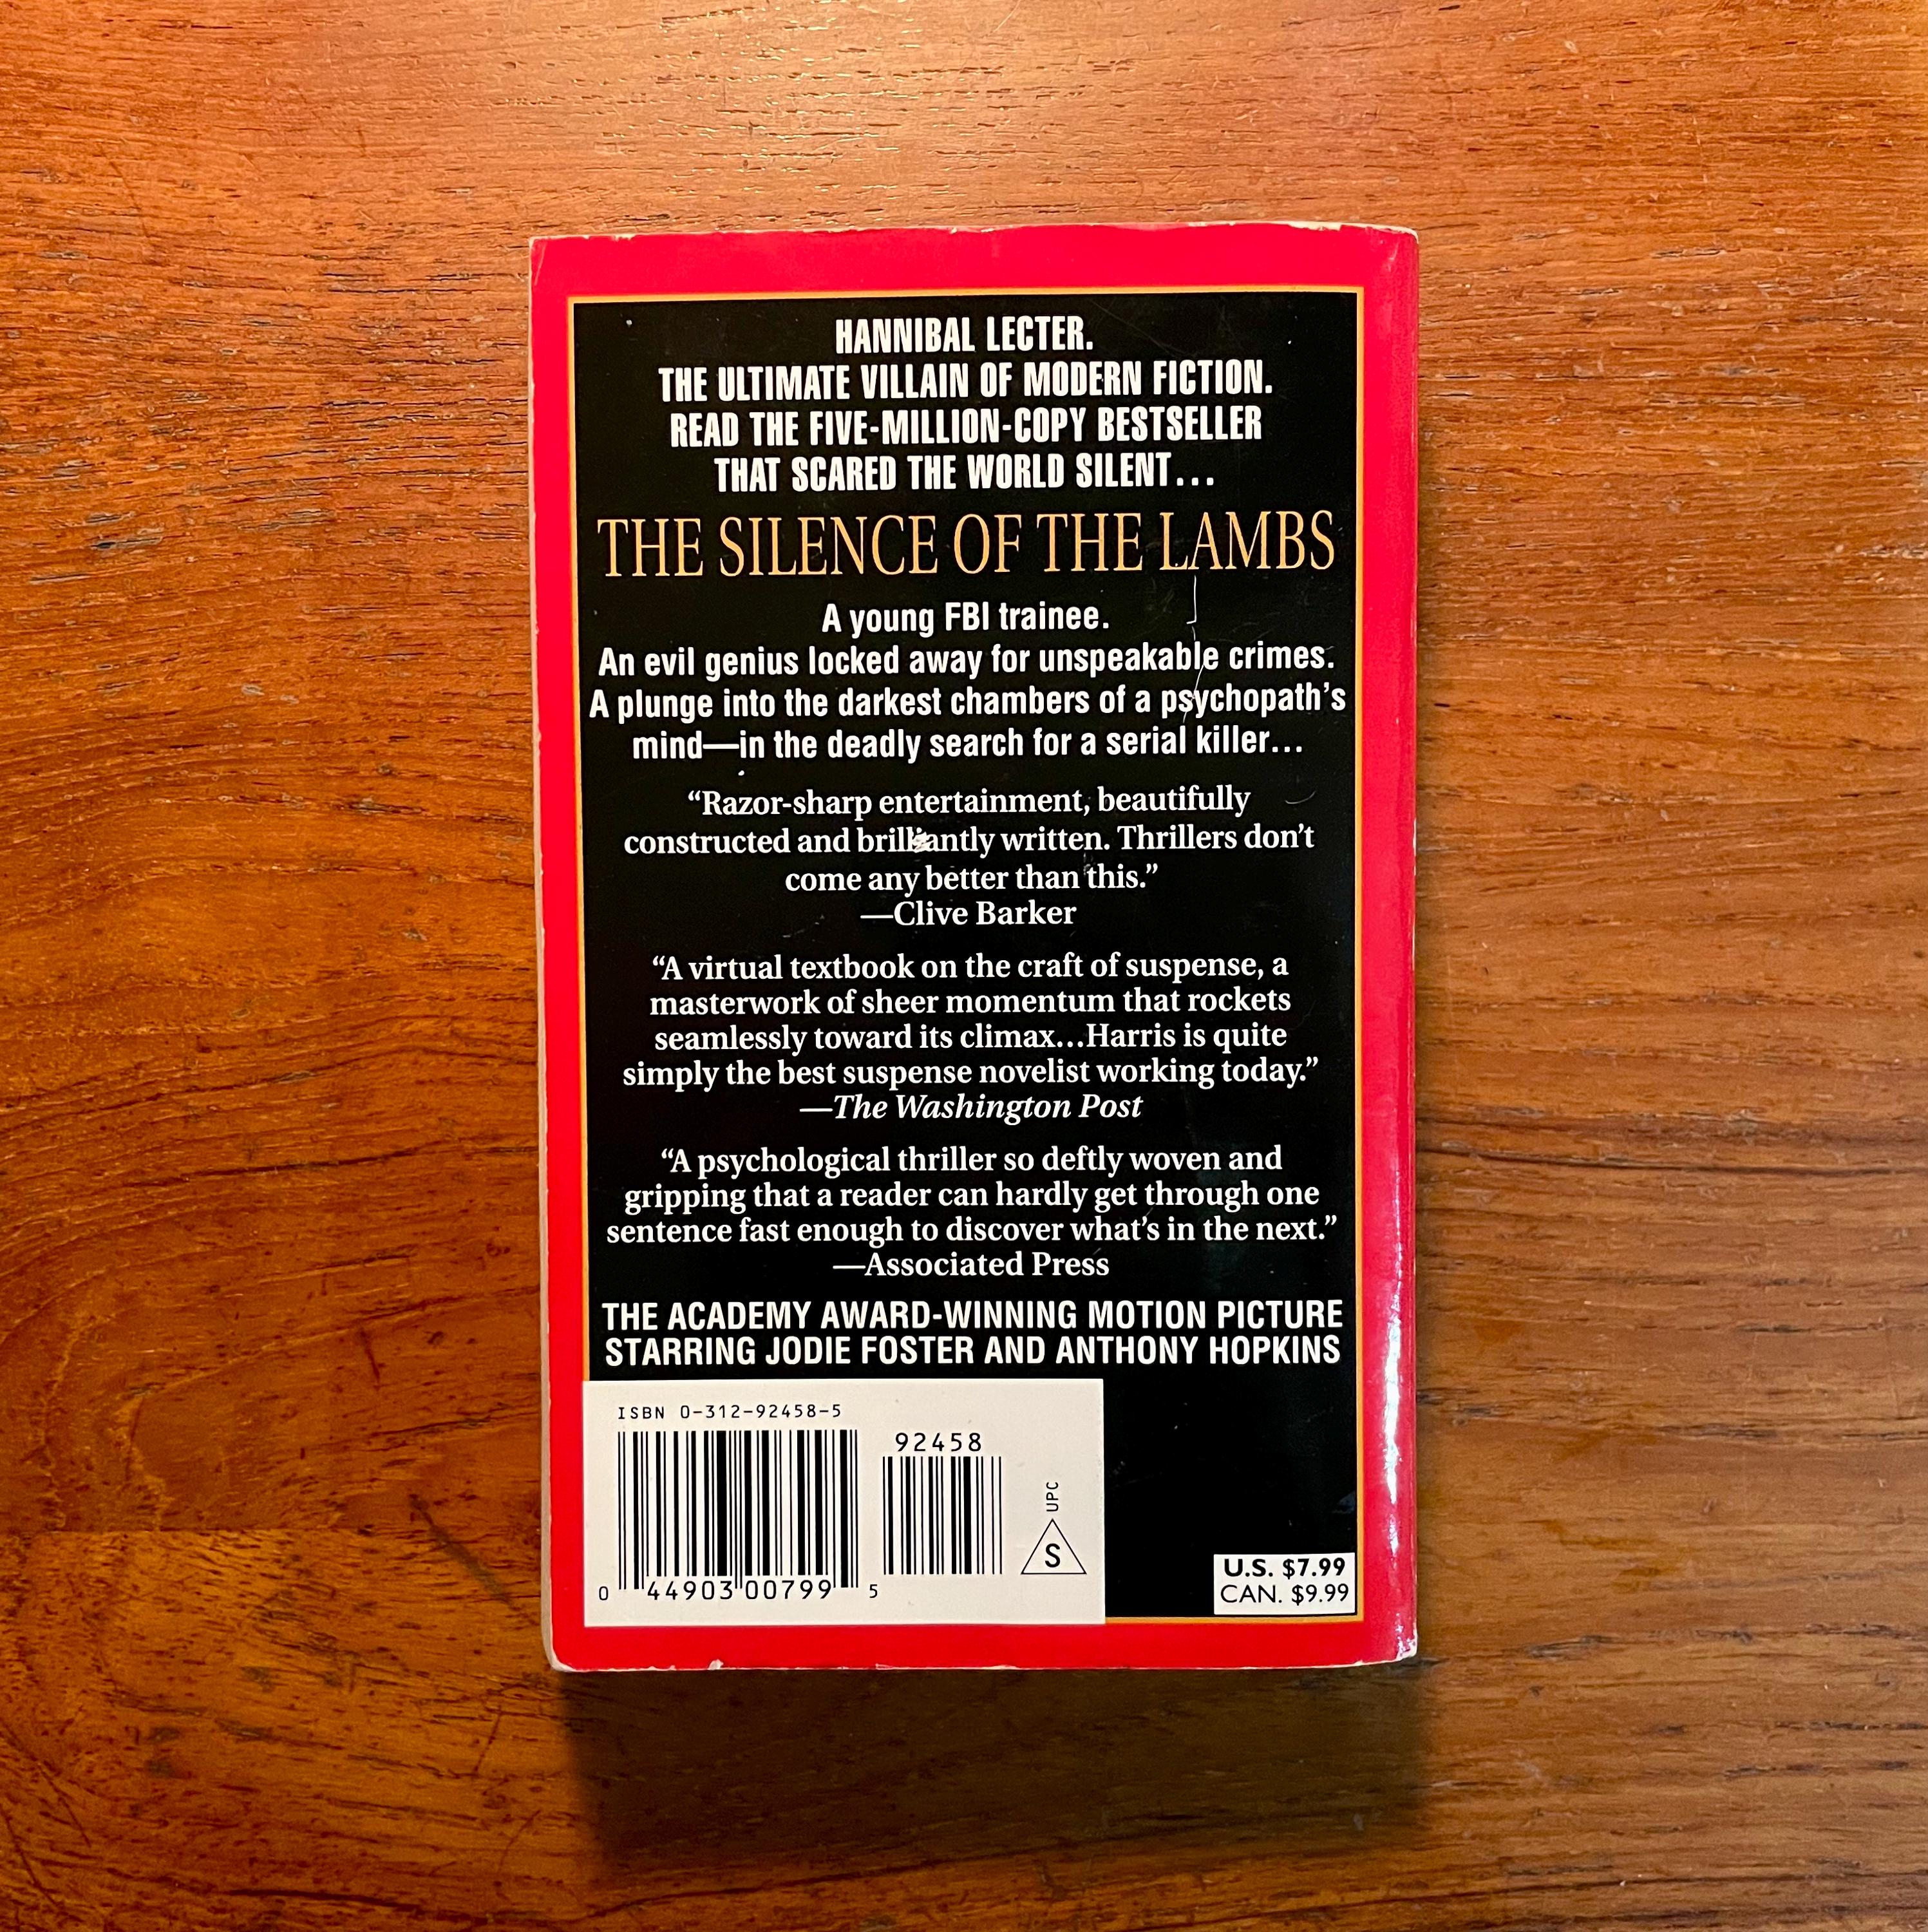 HANNIBAL LECTER.
THE ULTIMATE VILLAIN OF MODERN FICTION.
READ THE FIVE-MILLION-COPY BESTSELLER
THAT SCARED THE WORLD SILENT...
THE SILENCE OF THE LAMBS
A young FBI trainee.
An evil genius locked away for unspeakable crimes.
A plunge into the darkest chambers of a psychopath's
mind—in the deadly search for a serial killer...
“Razor-sharp entertainment, beautifully
constructed and brilliantly written. Thrillers don’t
come any better than this.”
—Clive Barker
“A virtual textbook on the craft of suspense, a
masterwork of sheer momentum that rockets
seamlessly toward its climax...Harris is quite
simply the best suspense novelist working today.”
—The Washington Post
“A psychological thriller so deftly woven and
gripping that a reader can hardly get through one
sentence fast enough to discover what’s in the next.”
—Associated Press
THE ACADEMY AWARD-WINNING MOTION PICTURE
STARRING JODIE FOSTER AND ANTHONY HOPKINS
ISBN 0-312-92458-5
92458
0 44903 00799 5
UPC
S
U.S. $7.99
CAN. $9.99